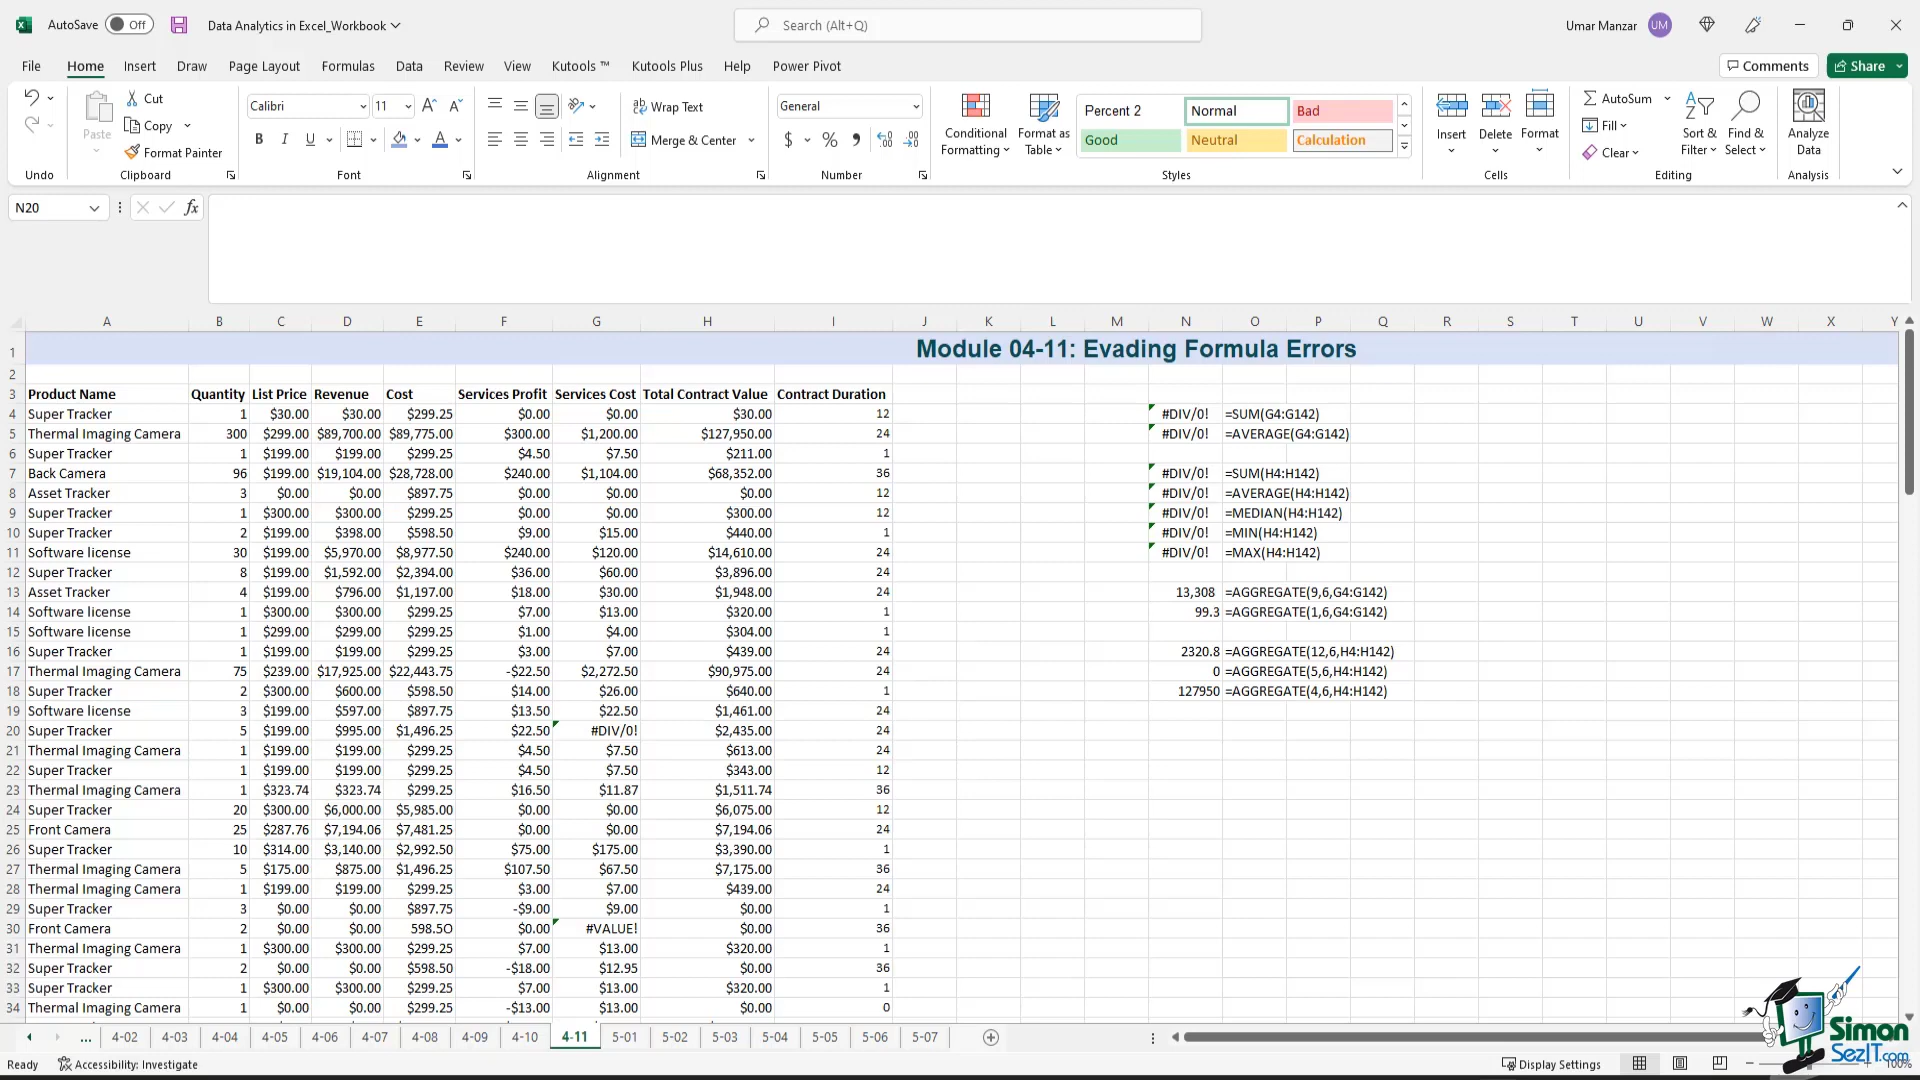 AutoSave Off Data Analytics in Excel_Workbook Search (Alt+Q) Umar Manzar UM
File Home Insert Draw Page Layout Formulas Data Review View Kutools ™ Kutools Plus Help Power Pivot Comments Share
Paste Cut Copy Format Painter
Calibri 11 B I U
Wrap Text Merge & Center
General $ % 9
Conditional Formatting Format as Table
Percent 2 Normal Bad
Good Neutral Calculation
Insert Delete Format
AutoSum Fill Clear Sort & Filter Find & Select
Analyze Data
Undo Clipboard Font Alignment Number Styles Cells Editing Analysis
N20 fx
A B C D E F G H I J K L M N O P Q R S T U V W X Y
1 Module 04-11: Evading Formula Errors
2
3 Product Name Quantity List Price Revenue Cost Services Profit Services Cost Total Contract Value Contract Duration
4 Super Tracker 1 $30.00 $30.00 $299.25 $0.00 $0.00 $30.00 12 #DIV/0! =SUM(G4:G142)
5 Thermal Imaging Camera 300 $299.00 $89,700.00 $89,775.00 $300.00 $1,200.00 $127,950.00 24 #DIV/0! =AVERAGE(G4:G142)
6 Super Tracker 1 $199.00 $199.00 $299.25 $4.50 $7.50 $211.00 1
7 Back Camera 96 $199.00 $19,104.00 $28,728.00 $240.00 $1,104.00 $68,352.00 36 #DIV/0! =SUM(H4:H142)
8 Asset Tracker 3 $0.00 $0.00 $897.75 $0.00 $0.00 $0.00 12 #DIV/0! =AVERAGE(H4:H142)
9 Super Tracker 1 $300.00 $300.00 $299.25 $0.00 $0.00 $300.00 12 #DIV/0! =MEDIAN(H4:H142)
10 Super Tracker 2 $199.00 $398.00 $598.50 $9.00 $15.00 $440.00 1 #DIV/0! =MIN(H4:H142)
11 Software license 30 $199.00 $5,970.00 $8,977.50 $240.00 $120.00 $14,610.00 24 #DIV/0! =MAX(H4:H142)
12 Super Tracker 8 $199.00 $1,592.00 $2,394.00 $36.00 $60.00 $3,896.00 24
13 Asset Tracker 4 $199.00 $796.00 $1,197.00 $18.00 $30.00 $1,948.00 24 13,308 =AGGREGATE(9,6,G4:G142)
14 Software license 1 $300.00 $300.00 $299.25 $7.00 $13.00 $320.00 1 99.3 =AGGREGATE(1,6,G4:G142)
15 Software license 1 $299.00 $299.00 $299.25 $1.00 $4.00 $304.00 1
16 Super Tracker 1 $199.00 $199.00 $299.25 $3.00 $7.00 $439.00 24 2320.8 =AGGREGATE(12,6,H4:H142)
17 Thermal Imaging Camera 75 $239.00 $17,925.00 $22,443.75 -$22.50 $2,272.50 $90,975.00 24 0 =AGGREGATE(5,6,H4:H142)
18 Super Tracker 2 $300.00 $600.00 $598.50 $14.00 $26.00 $640.00 1 127950 =AGGREGATE(4,6,H4:H142)
19 Software license 3 $199.00 $597.00 $897.75 $13.50 $22.50 $1,461.00 24
20 Super Tracker 5 $199.00 $995.00 $1,496.25 $22.50 #DIV/0! $2,435.00 24
21 Thermal Imaging Camera 1 $199.00 $199.00 $299.25 $4.50 $7.50 $613.00 24
22 Super Tracker 1 $199.00 $199.00 $299.25 $4.50 $7.50 $343.00 12
23 Thermal Imaging Camera 1 $323.74 $323.74 $299.25 $16.50 $11.87 $1,511.74 36
24 Super Tracker 20 $300.00 $6,000.00 $5,985.00 $0.00 $0.00 $6,075.00 12
25 Front Camera 25 $287.76 $7,194.06 $7,481.25 $0.00 $0.00 $7,194.06 24
26 Super Tracker 10 $314.00 $3,140.00 $2,992.50 $75.00 $175.00 $3,390.00 1
27 Thermal Imaging Camera 5 $175.00 $875.00 $1,496.25 $107.50 $67.50 $7,175.00 36
28 Thermal Imaging Camera 1 $199.00 $199.00 $299.25 $3.00 $7.00 $439.00 24
29 Super Tracker 3 $0.00 $0.00 $897.75 -$9.00 $9.00 $0.00 1
30 Front Camera 2 $0.00 $0.00 598.5O $0.00 #VALUE! $0.00 36
31 Thermal Imaging Camera 1 $300.00 $300.00 $299.25 $7.00 $13.00 $320.00 1
32 Super Tracker 2 $0.00 $0.00 $598.50 -$18.00 $12.95 $0.00 36
33 Super Tracker 1 $300.00 $300.00 $299.25 $7.00 $13.00 $320.00 1
34 Thermal Imaging Camera 1 $0.00 $0.00 $299.25 -$13.00 $13.00 $0.00 0
... 4-02 4-03 4-04 4-05 4-06 4-07 4-08 4-09 4-10 4-11 5-01 5-02 5-03 5-04 5-05 5-06 5-07
Simon
SezIT.com
Ready Accessibility: Investigate Display Settings 100%